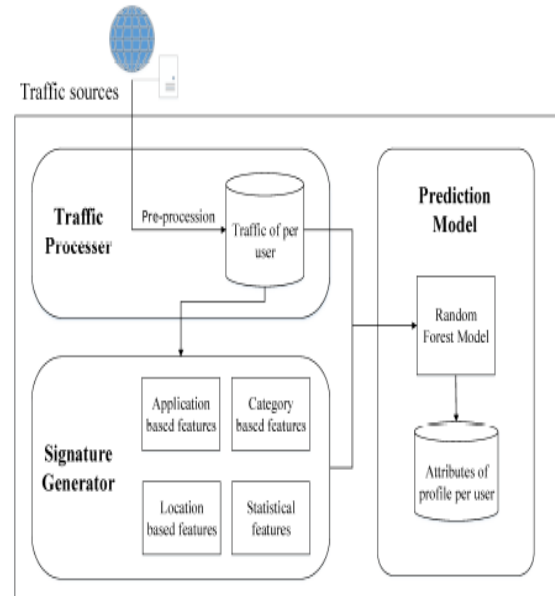 Traffic sources
Traffic
Processer
Pre-procession
Traffic of per
user
Prediction
Model
Random
Forest Model
Attributes of
profile per user
Signature
Generator
Application
based features
Category
based features
Location
based features
Statistical
features